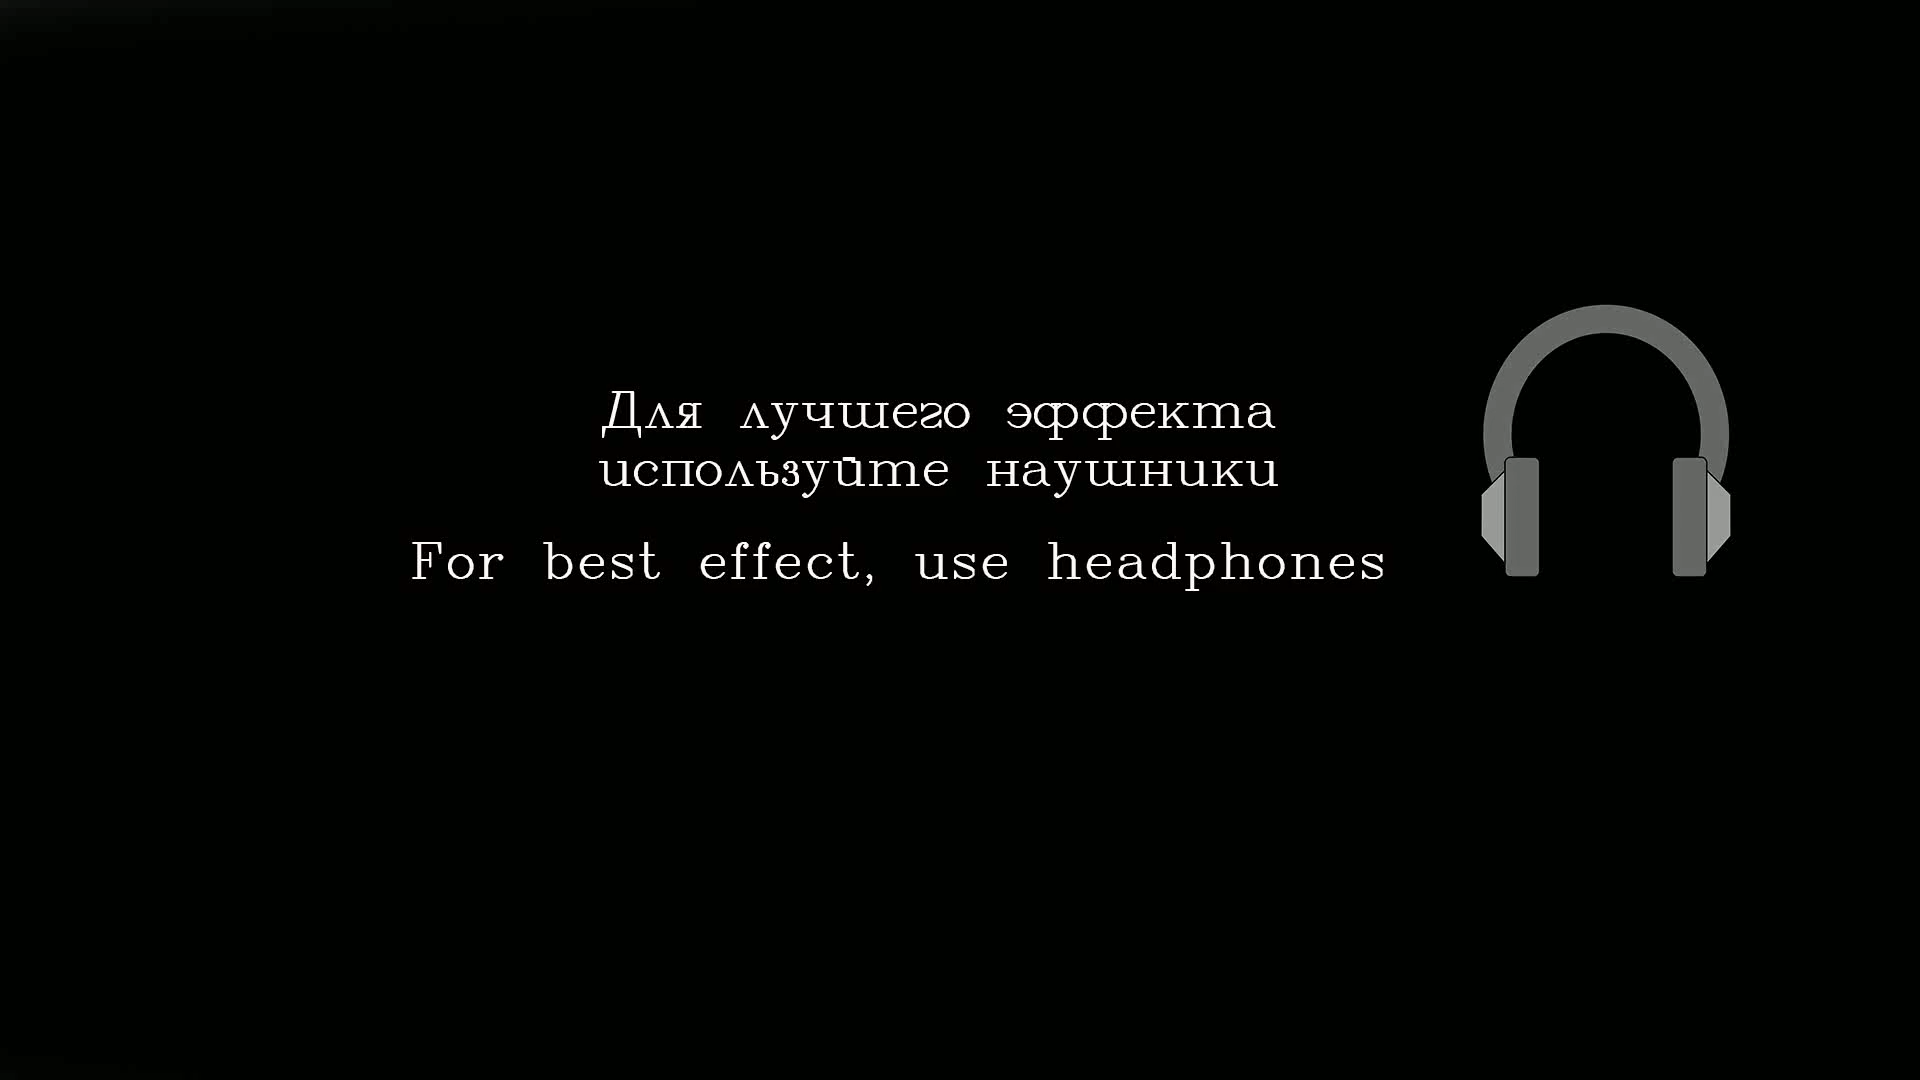 Для лучшего эффекта
используйте наушники
For best effect, use headphones